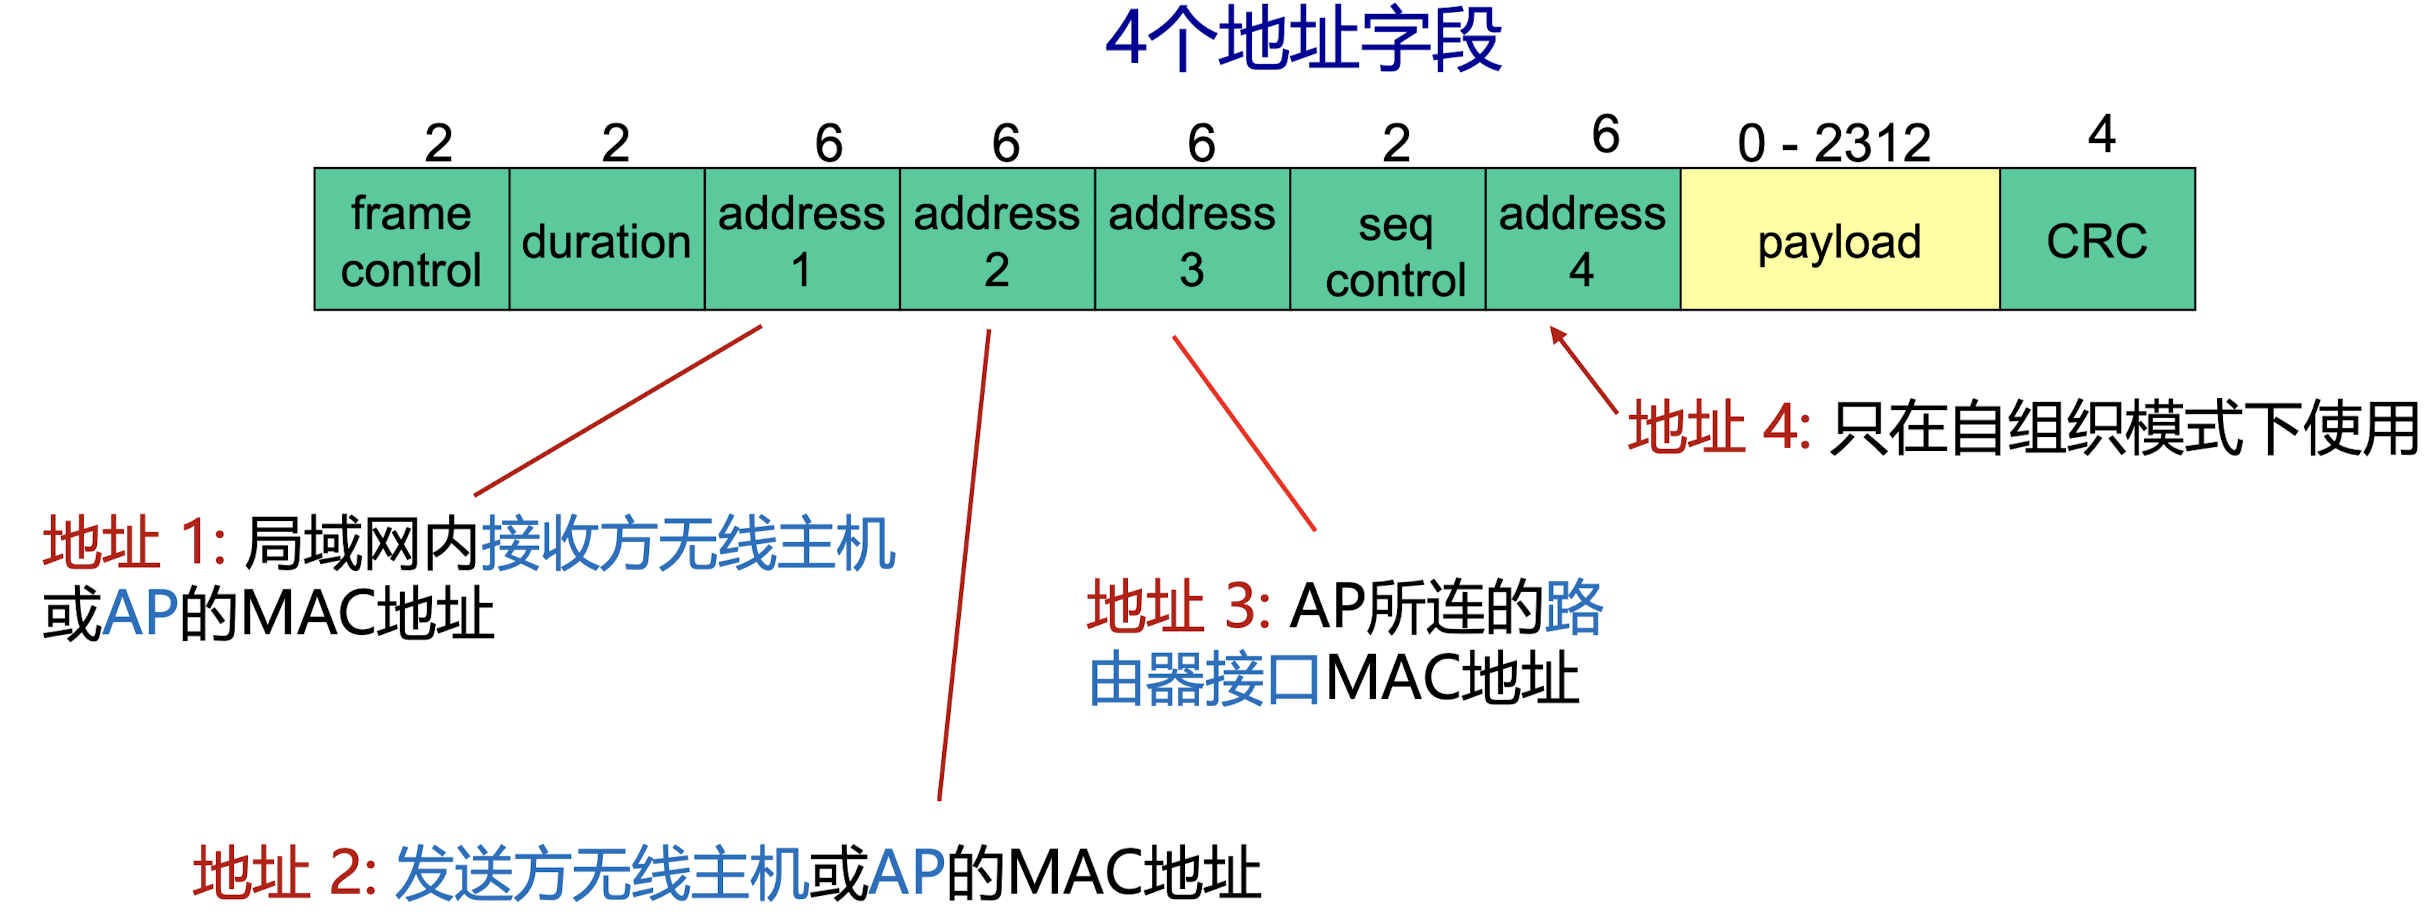 4个地址字段
2 2 6 6 6 2 6 0 - 2312 4
frame control duration address 1 address 2 address 3 seq control address 4 payload CRC
地址 4: 只在自组织模式下使用
地址 1: 局域网内接收方无线主机
或AP的MAC地址
地址 3: AP所连的路
由器接口MAC地址
地址 2: 发送方无线主机或AP的MAC地址